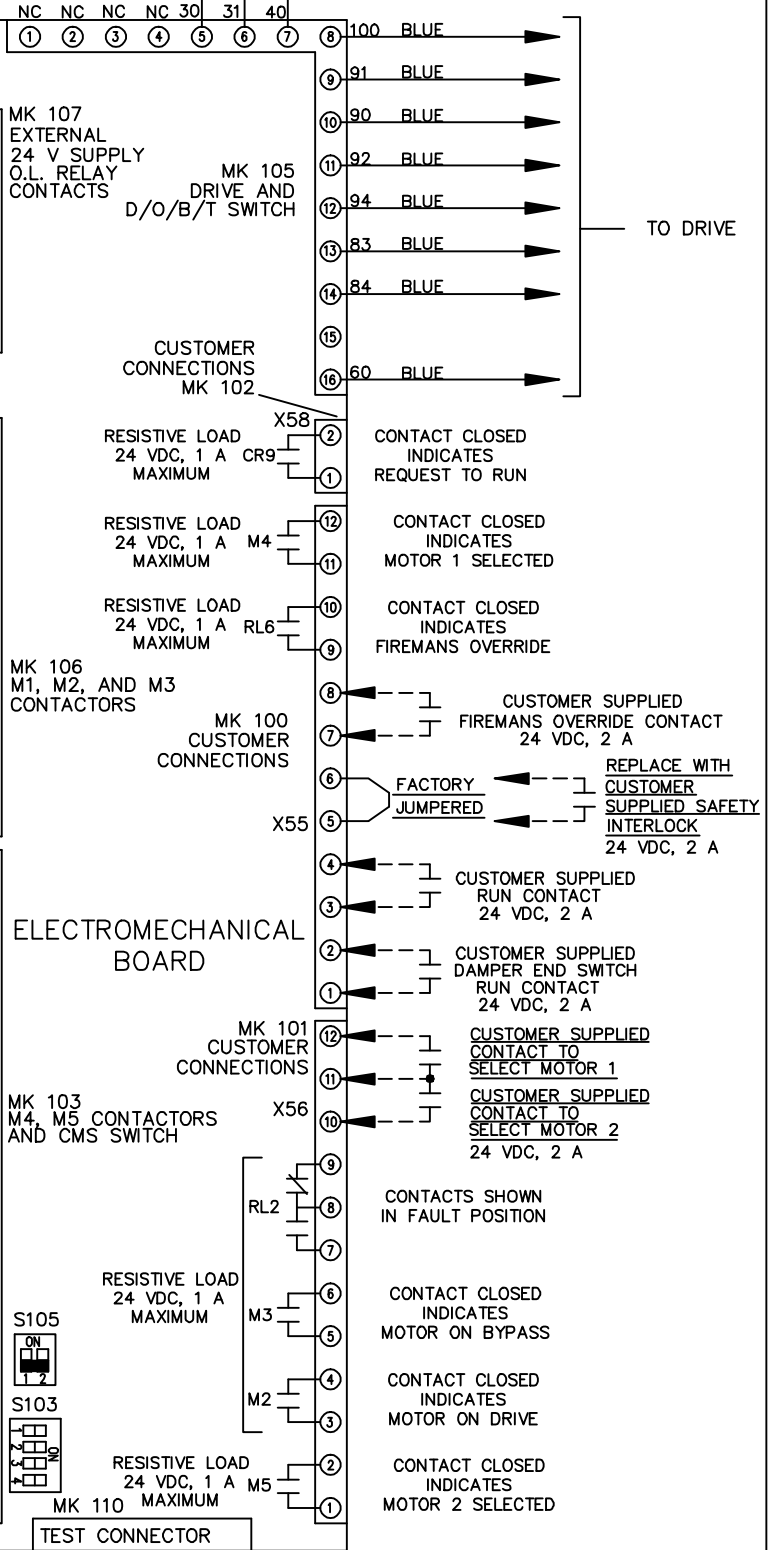 NC NC NC NC 30 31 40
1 2 3 4 5 6 7 8 100 BLUE
9 91 BLUE
MK 107
EXTERNAL
24 V SUPPLY
O.L. RELAY
CONTACTS
10 90 BLUE
MK 105
DRIVE AND
D/O/B/T SWITCH
11 92 BLUE
12 94 BLUE
TO DRIVE
13 83 BLUE
14 84 BLUE
15
CUSTOMER
CONNECTIONS
MK 102
16 60 BLUE
X58
RESISTIVE LOAD
24 VDC, 1 A CR9
MAXIMUM
2
1
CONTACT CLOSED
INDICATES
REQUEST TO RUN
RESISTIVE LOAD
24 VDC, 1 A M4
MAXIMUM
12
11
CONTACT CLOSED
INDICATES
MOTOR 1 SELECTED
RESISTIVE LOAD
24 VDC, 1 A RL6
MAXIMUM
10
9
CONTACT CLOSED
INDICATES
FIREMANS OVERRIDE
MK 106
M1, M2, AND M3
CONTACTORS
MK 100
CUSTOMER
CONNECTIONS
8
7
CUSTOMER SUPPLIED
FIREMANS OVERRIDE CONTACT
24 VDC, 2 A
6
5
X55
FACTORY
JUMPERED
REPLACE WITH
CUSTOMER
SUPPLIED SAFETY
INTERLOCK
24 VDC, 2 A
4
3
CUSTOMER SUPPLIED
RUN CONTACT
24 VDC, 2 A
ELECTROMECHANICAL
BOARD
2
1
CUSTOMER SUPPLIED
DAMPER END SWITCH
RUN CONTACT
24 VDC, 2 A
MK 101
CUSTOMER
CONNECTIONS
X56
12
11
10
CUSTOMER SUPPLIED
CONTACT TO
SELECT MOTOR 1
CUSTOMER SUPPLIED
CONTACT TO
SELECT MOTOR 2
24 VDC, 2 A
MK 103
M4, M5 CONTACTORS
AND CMS SWITCH
9
RL2 8
7
CONTACTS SHOWN
IN FAULT POSITION
RESISTIVE LOAD
24 VDC, 1 A
MAXIMUM
M3
6
5
CONTACT CLOSED
INDICATES
MOTOR ON BYPASS
S105
ON
1 2
M2
4
3
CONTACT CLOSED
INDICATES
MOTOR ON DRIVE
S103
1
2
3
4
ON
RESISTIVE LOAD
24 VDC, 1 A M5
MAXIMUM
2
1
CONTACT CLOSED
INDICATES
MOTOR 2 SELECTED
MK 110
TEST CONNECTOR